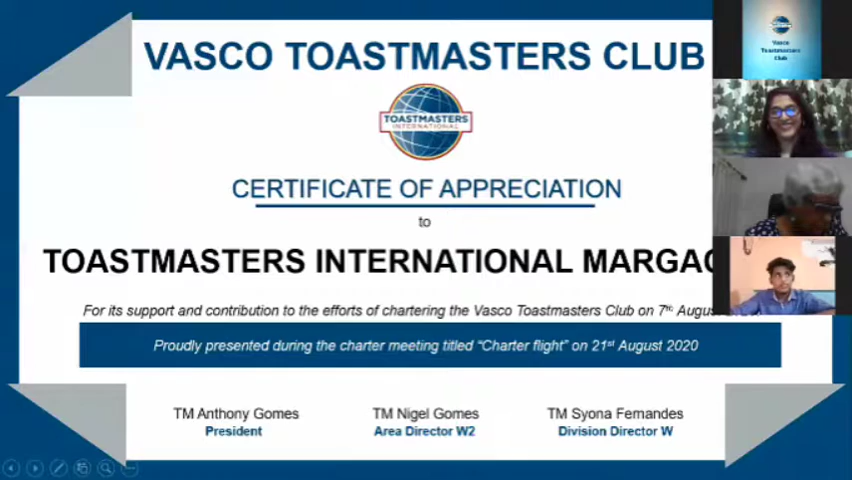 VASCO TOASTMASTERS CLUB
TOASTMASTERS
INTERNATIONAL
CERTIFICATE OF APPRECIATION
to
TOASTMASTERS INTERNATIONAL MARGAO
For its support and contribution to the efforts of chartering the Vasco Toastmasters Club on 7th August
Proudly presented during the charter meeting titled “Charter flight” on 21st August 2020
TM Anthony Gomes
President
TM Nigel Gomes
Area Director W2
TM Syona Fernandes
Division Director W
Vasco
Toastmasters
Club